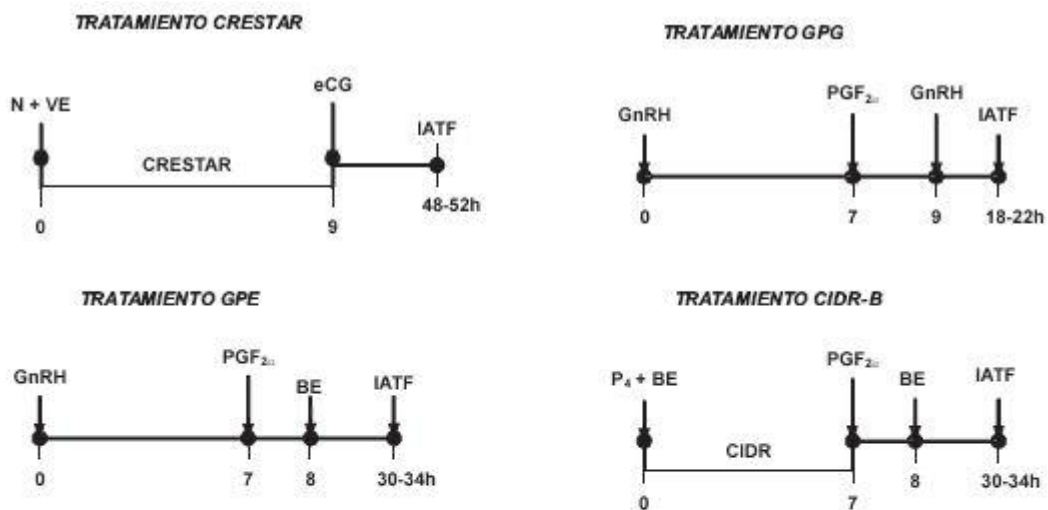 TRATAMIENTO CRESTAR
N + VE
eCG
IATF
CRESTAR
0
9
48-52h
TRATAMIENTO GPG
GnRH
PGF2α
GnRH
IATF
0
7
9
18-22h
TRATAMIENTO GPE
GnRH
PGF2α
BE
IATF
0
7
8
30-34h
TRATAMIENTO CIDR-B
P4 + BE
PGF2α
BE
IATF
CIDR
0
7
8
30-34h